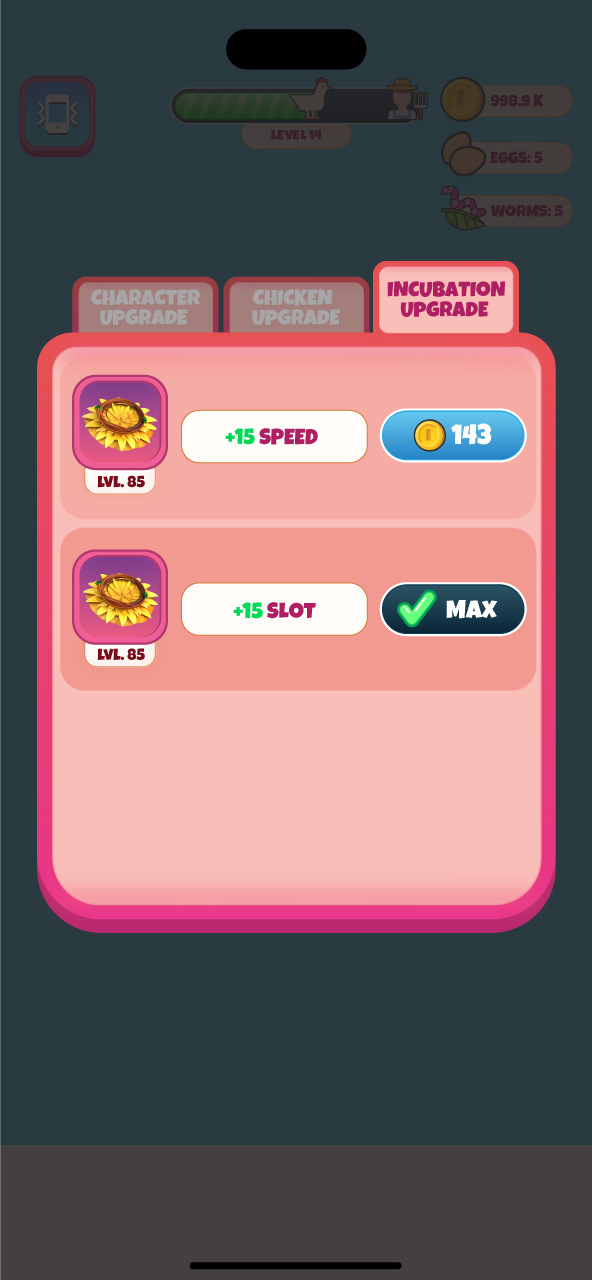 998.9 K
LEVEL 14
EGGS: 5
WORMS: 5
CHARACTER
UPGRADE
CHICKEN
UPGRADE
INCUBATION
UPGRADE
+15 SPEED
143
LVL. 85
+15 SLOT
MAX
LVL. 85